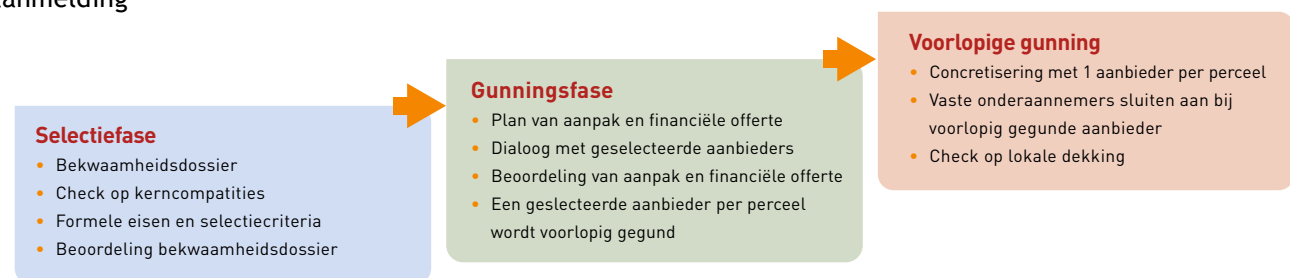 aanmelding
Selectiefase
• Bekwaamheidsdossier
• Check op kerncompatities
• Formele eisen en selectiecriteria
• Beoordeling bekwaamheidsdossier
Gunningsfase
• Plan van aanpak en financiële offerte
• Dialoog met geselecteerde aanbieders
• Beoordeling van aanpak en financiële offerte
• Een geslecteerde aanbieder per perceel
wordt voorlopig gegund
Voorlopige gunning
• Concretisering met 1 aanbieder per perceel
• Vaste onderaannemers sluiten aan bij
voorlopig gegunde aanbieder
• Check op lokale dekking